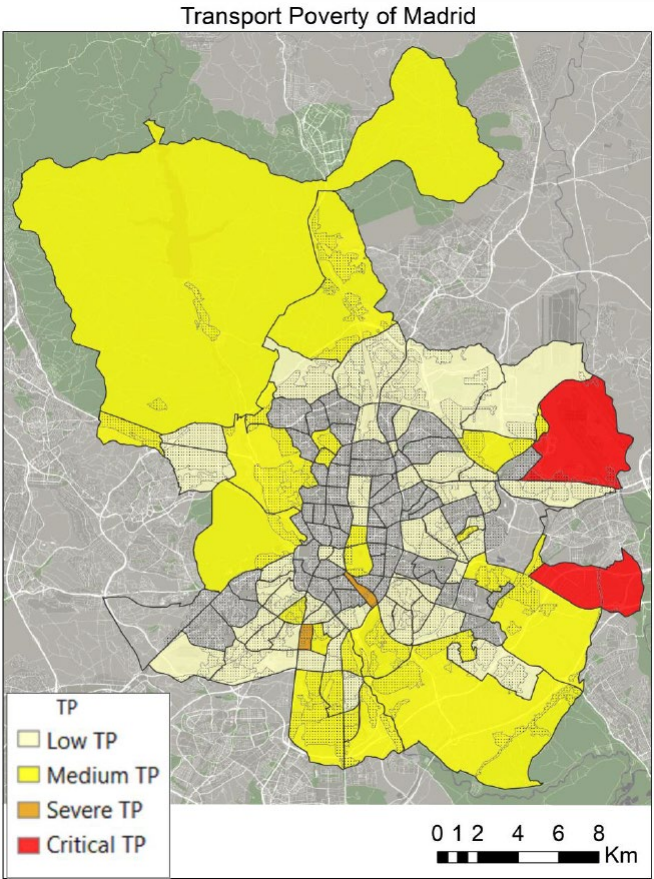 Transport Poverty of Madrid
TP
Low TP
Medium TP
Severe TP
Critical TP
0 1 2 4 6 8
Km